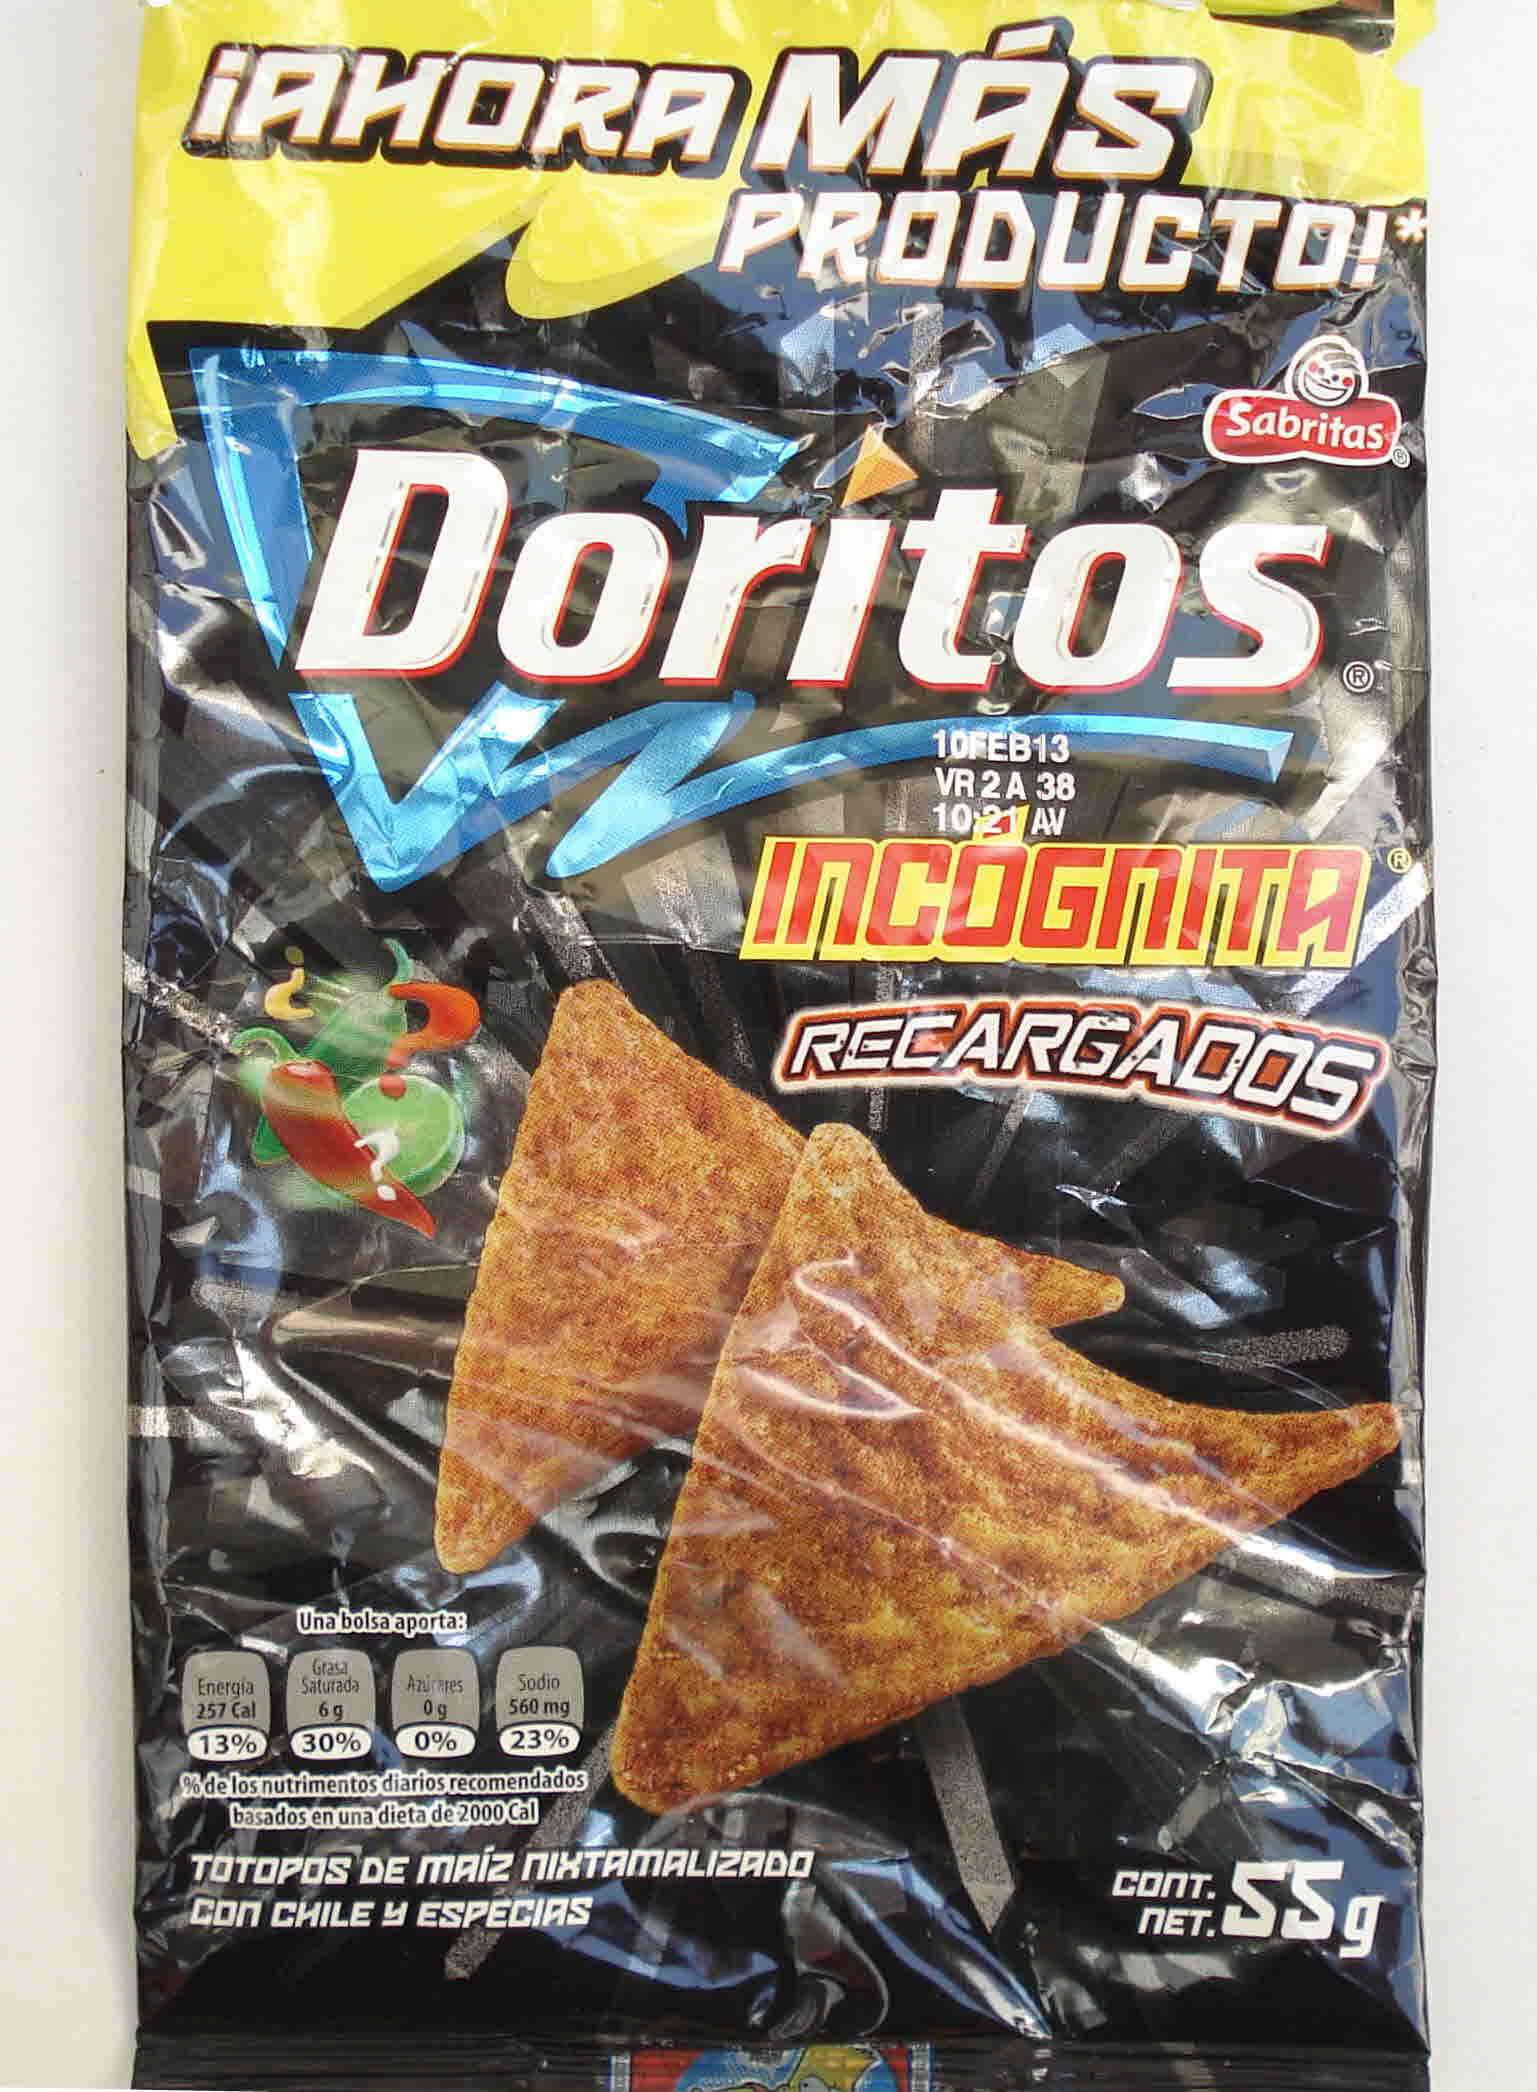 ¡AHORA MÁS
PRODUCTO!*
Sabritas®
Doritos®
10FEB13
VR 2 A 38
10:21 AV
INCÓGNITA®
RECARGADOS
Una bolsa aporta:
Energía
257 Cal
13%
Grasa
Saturada
6 g
30%
Azúcares
0 g
0%
Sodio
560 mg
23%
% de los nutrimentos diarios recomendados
basados en una dieta de 2000 Cal
TOTOPOS DE MAÍZ NIXTAMALIZADO
CON CHILE Y ESPECIAS
CONT.
NET. 55g